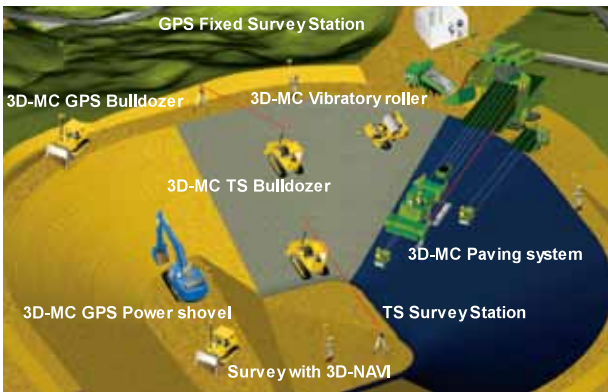 GPS Fixed Survey Station
3D-MC GPS Bulldozer
3D-MC Vibratory roller
3D-MC TS Bulldozer
3D-MC Paving system
3D-MC GPS Power shovel
TS Survey Station
Survey with 3D-NAVI